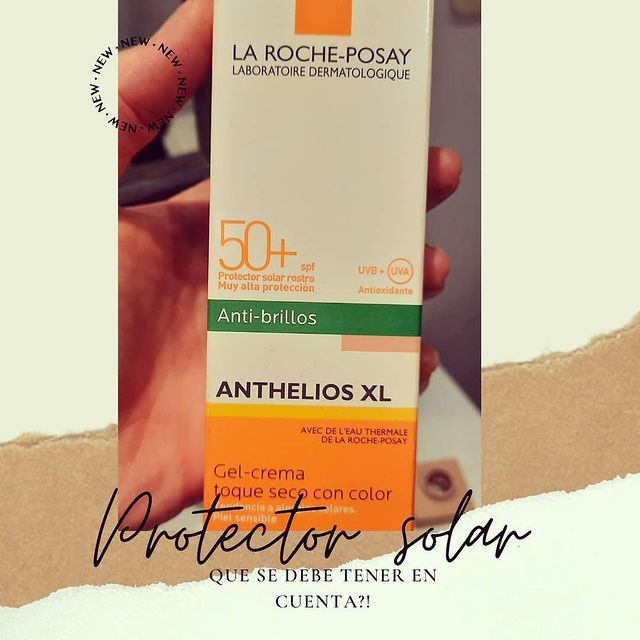 NEW · NEW · NEW · NEW · NEW · NEW ·
LA ROCHE-POSAY
LABORATOIRE DERMATOLOGIQUE
50+ spf
Protector solar rostro
Muy alta protección
UVB + UVA
Antioxidante
Anti-brillos
ANTHELIOS XL
AVEC DE L'EAU THERMALE
DE LA ROCHE-POSAY
Gel-crema
toque seco con color
Piel sensible
Protector solar
QUE SE DEBE TENER EN
CUENTA?!